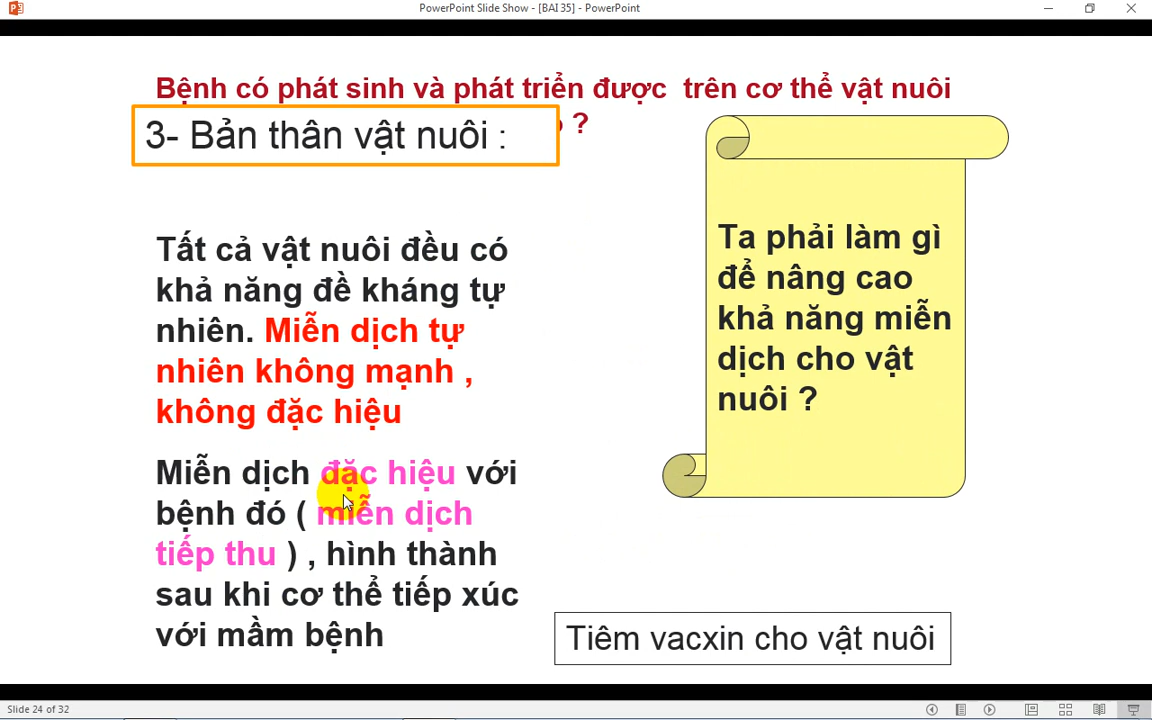 PowerPoint Slide Show - [BAI 35] - PowerPoint
Bệnh có phát sinh và phát triển được trên cơ thể vật nuôi
?
3- Bản thân vật nuôi :
Tất cả vật nuôi đều có
khả năng đề kháng tự
nhiên. Miễn dịch tự
nhiên không mạnh ,
không đặc hiệu
Miễn dịch đặc hiệu với
bệnh đó ( miễn dịch
tiếp thu ) , hình thành
sau khi cơ thể tiếp xúc
với mầm bệnh
Ta phải làm gì
để nâng cao
khả năng miễn
dịch cho vật
nuôi ?
Tiêm vacxin cho vật nuôi
Slide 24 of 32